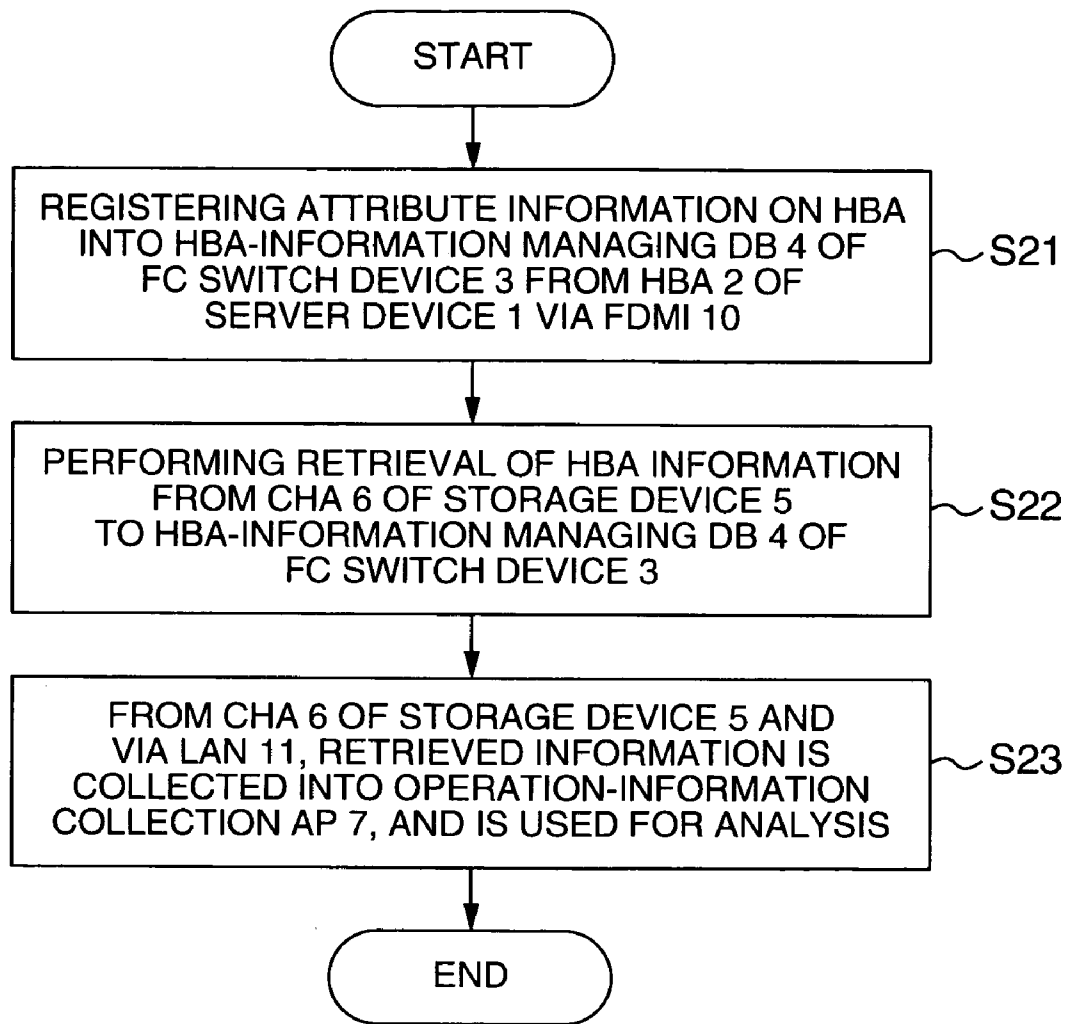 START
REGISTERING ATTRIBUTE INFORMATION ON HBA
INTO HBA-INFORMATION MANAGING DB 4 OF
FC SWITCH DEVICE 3 FROM HBA 2 OF
SERVER DEVICE 1 VIA FDMI 10
S21
PERFORMING RETRIEVAL OF HBA INFORMATION
FROM CHA 6 OF STORAGE DEVICE 5
TO HBA-INFORMATION MANAGING DB 4 OF
FC SWITCH DEVICE 3
S22
FROM CHA 6 OF STORAGE DEVICE 5 AND
VIA LAN 11, RETRIEVED INFORMATION IS
COLLECTED INTO OPERATION-INFORMATION
COLLECTION AP 7, AND IS USED FOR ANALYSIS
S23
END